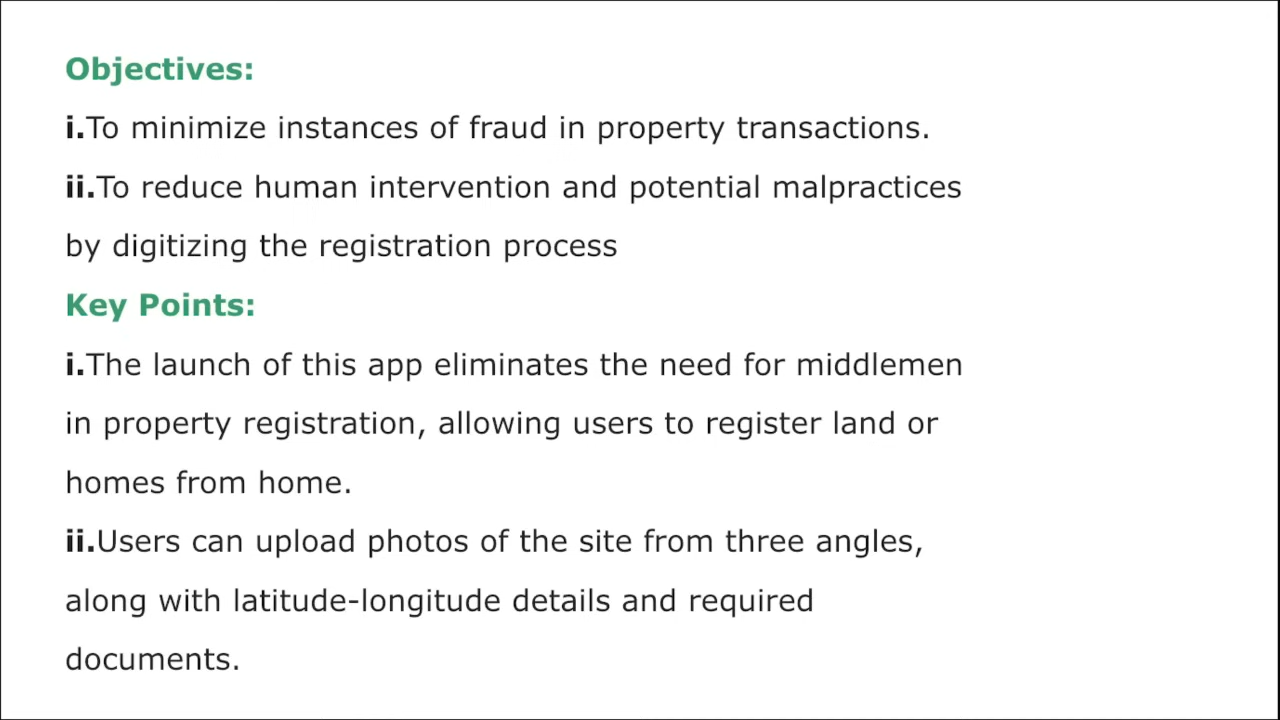 Objectives:
i.To minimize instances of fraud in property transactions.
ii.To reduce human intervention and potential malpractices
by digitizing the registration process
Key Points:
i.The launch of this app eliminates the need for middlemen
in property registration, allowing users to register land or
homes from home.
ii.Users can upload photos of the site from three angles,
along with latitude-longitude details and required
documents.